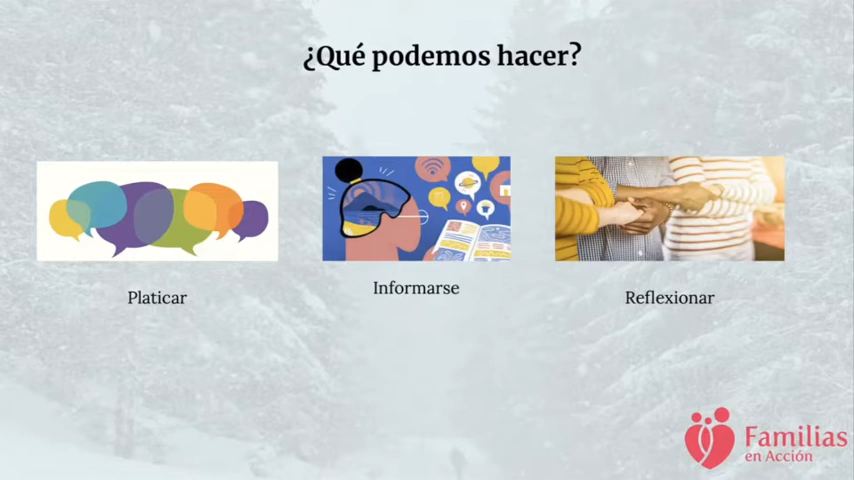 ¿Qué podemos hacer?
Platicar
Informarse
Reflexionar
Familias
en Acción